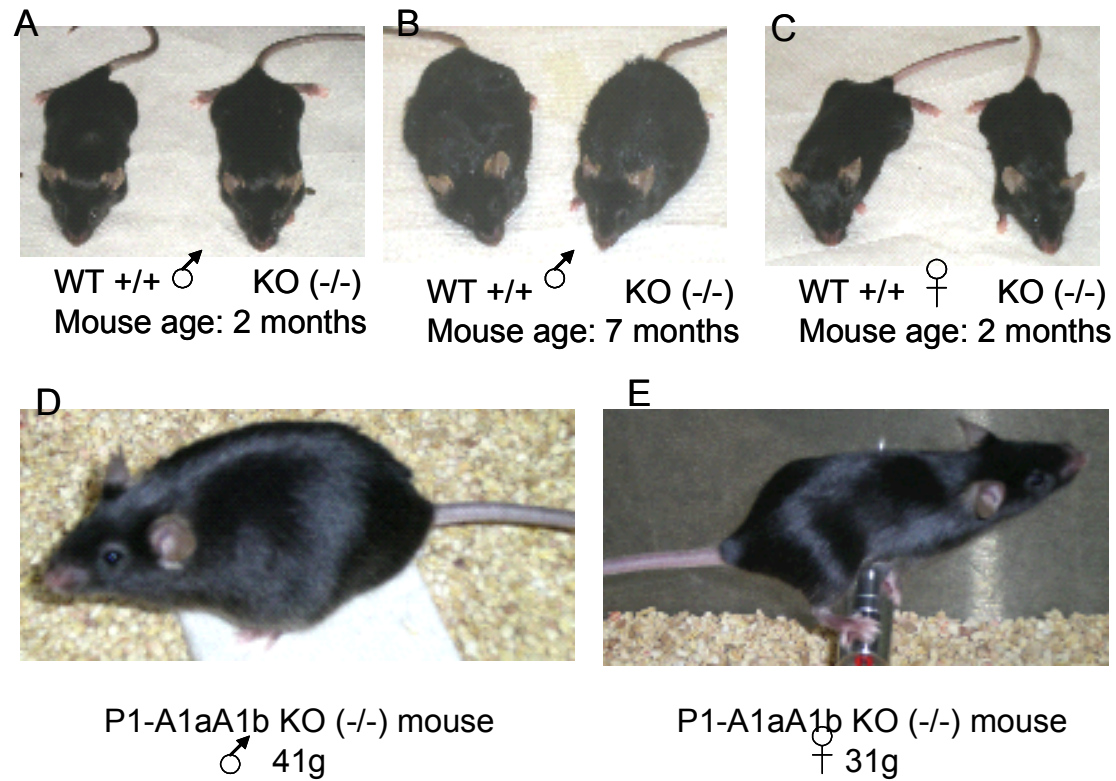 A
B
C
WT +/+ ♂ KO (-/-)
Mouse age: 2 months
WT +/+ ♂ KO (-/-)
Mouse age: 7 months
WT +/+ ♀ KO (-/-)
Mouse age: 2 months
D
E
P1-A1aA1b KO (-/-) mouse
♂ 41g
P1-A1aA1b KO (-/-) mouse
♀ 31g